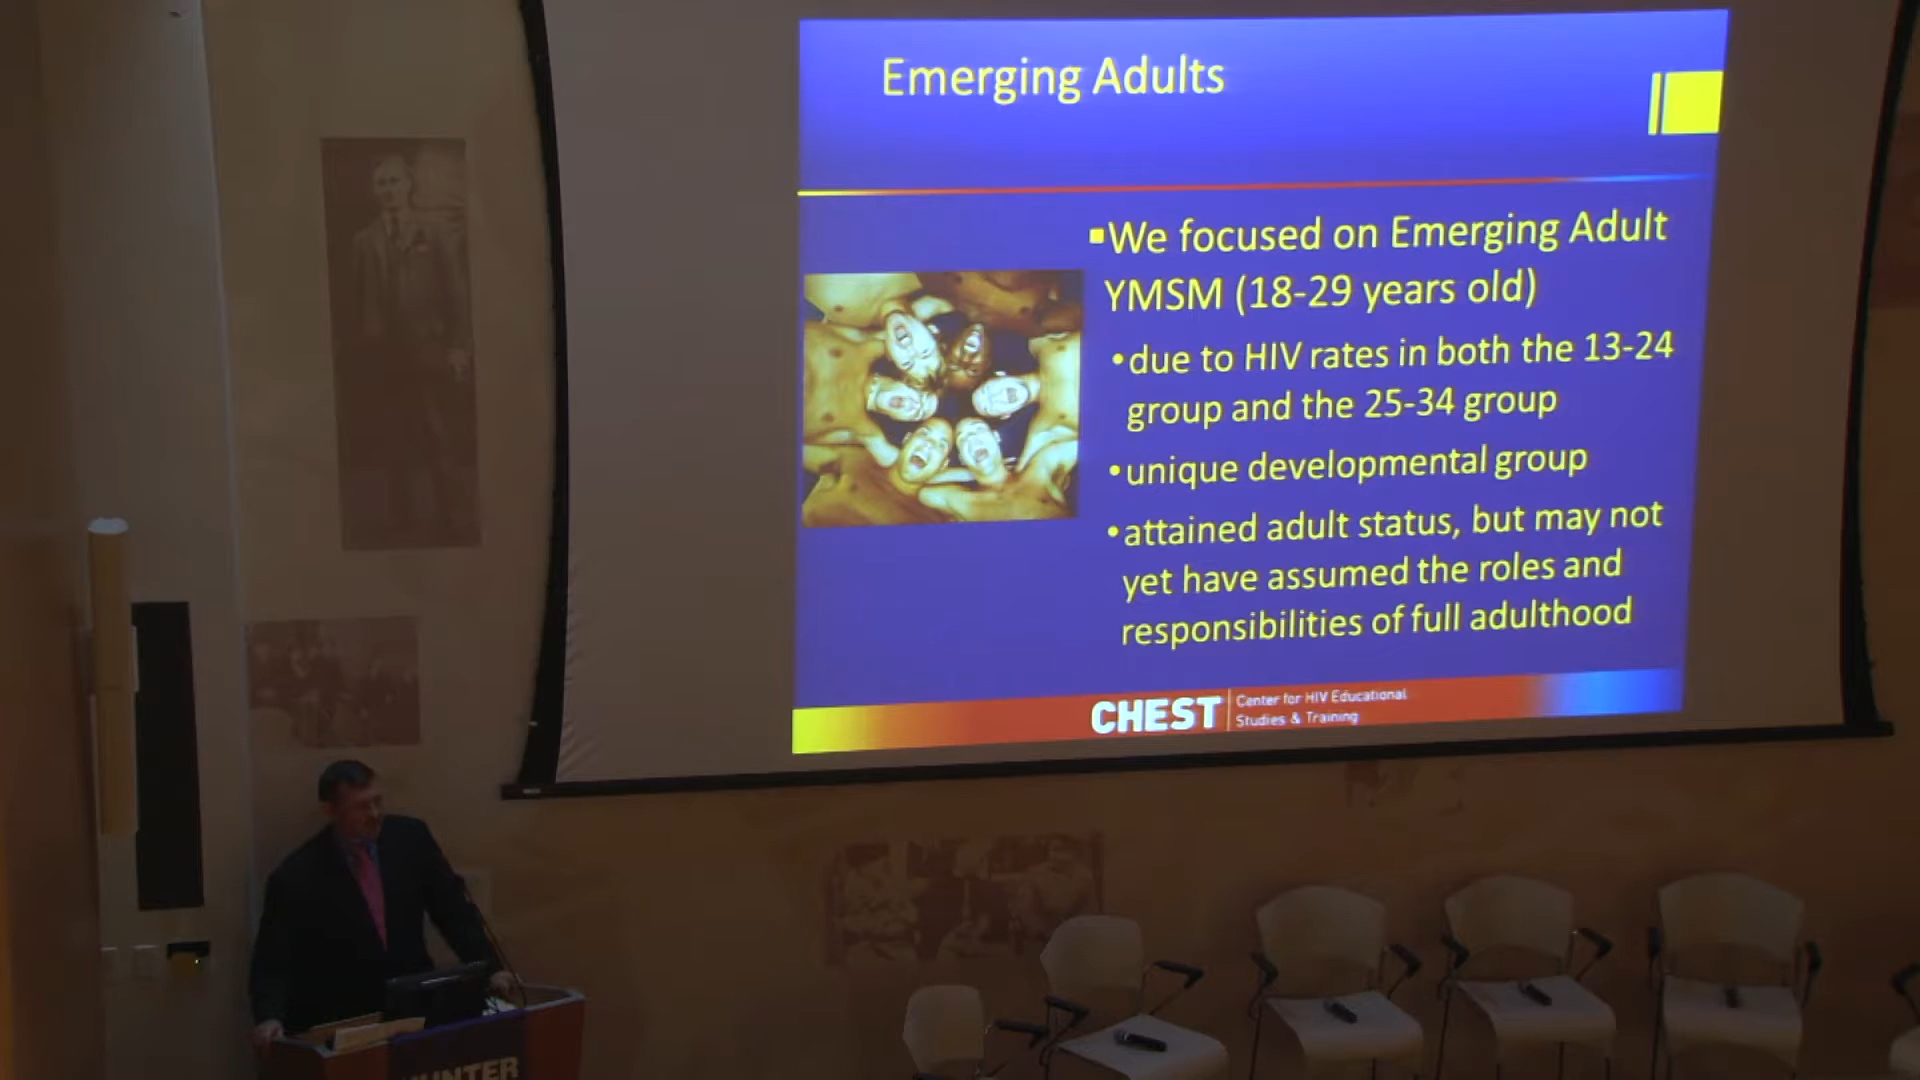 Emerging Adults
▪We focused on Emerging Adult
YMSM (18-29 years old)
•due to HIV rates in both the 13-24
group and the 25-34 group
•unique developmental group
•attained adult status, but may not
yet have assumed the roles and
responsibilities of full adulthood
CHEST
Center for HIV Educational
Studies & Training
HUNTER